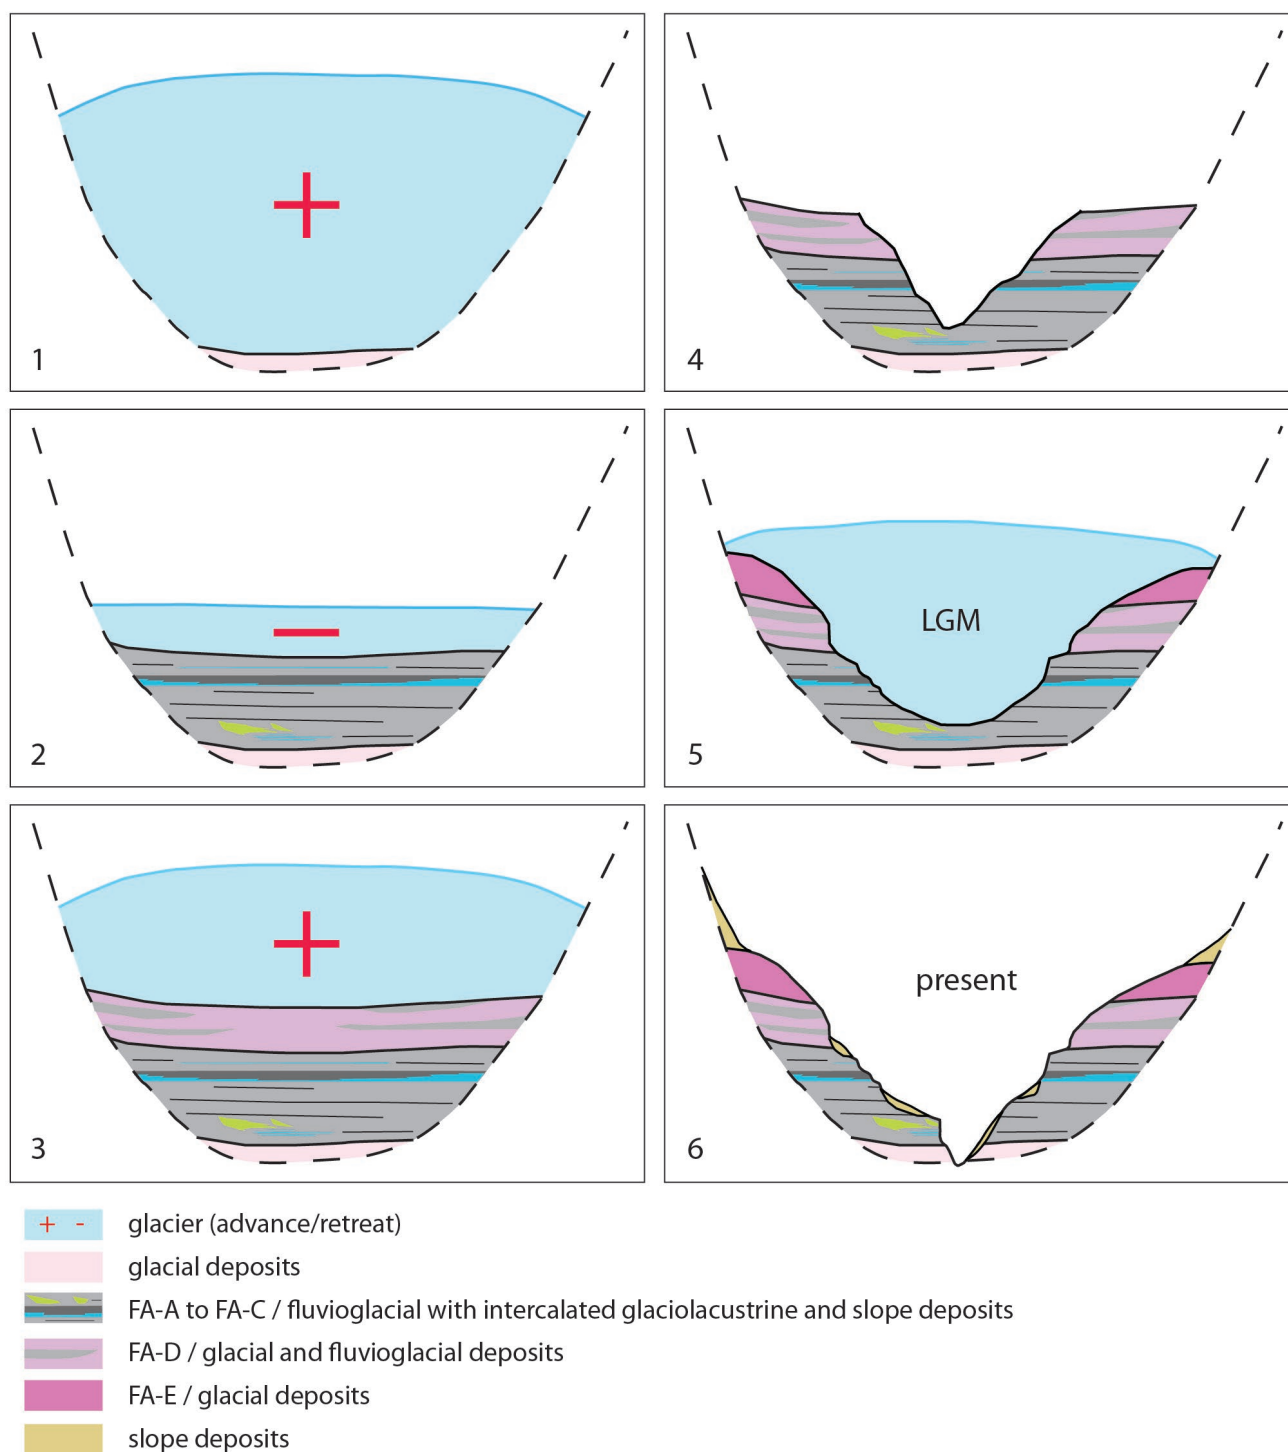 1
2
3
4
LGM
5
present
6
+ -
glacier (advance/retreat)
glacial deposits
FA-A to FA-C / fluvioglacial with intercalated glaciolacustrine and slope deposits
FA-D / glacial and fluvioglacial deposits
FA-E / glacial deposits
slope deposits